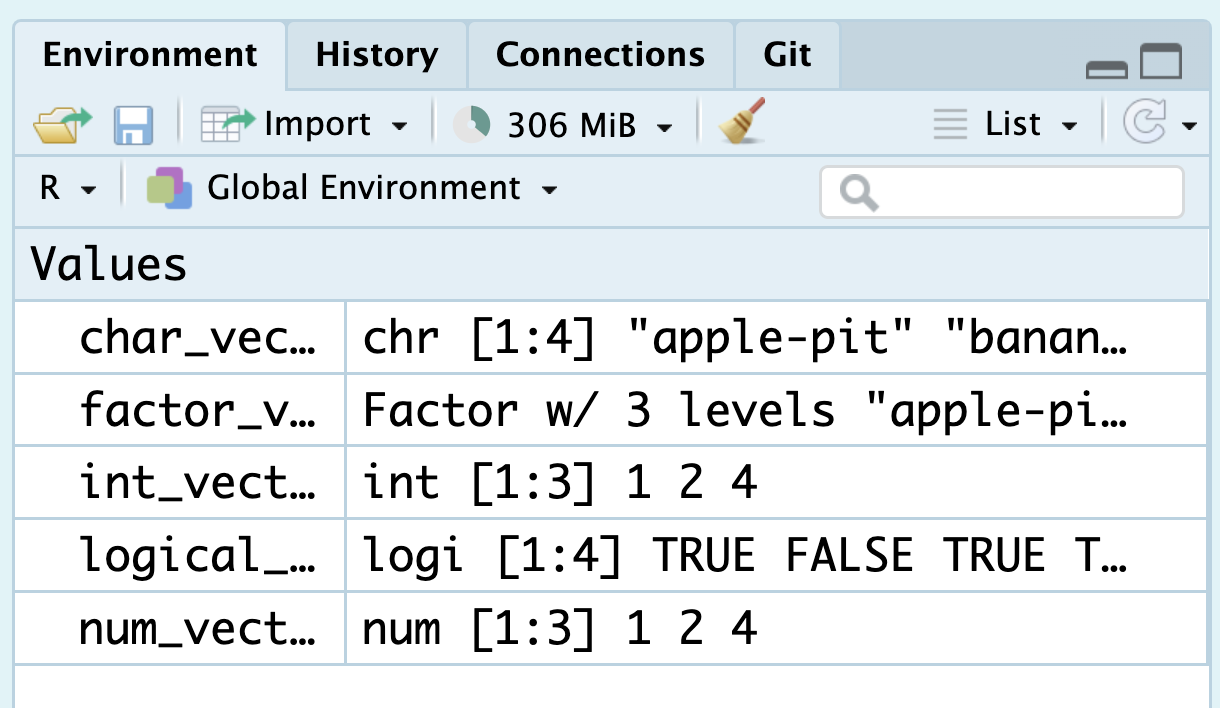 Environment History Connections Git
Import 306 MiB List
R Global Environment
Values
char_vec… chr [1:4] "apple-pit" "banan…
factor_v… Factor w/ 3 levels "apple-pi…
int_vect… int [1:3] 1 2 4
logical_… logi [1:4] TRUE FALSE TRUE T…
num_vect… num [1:3] 1 2 4